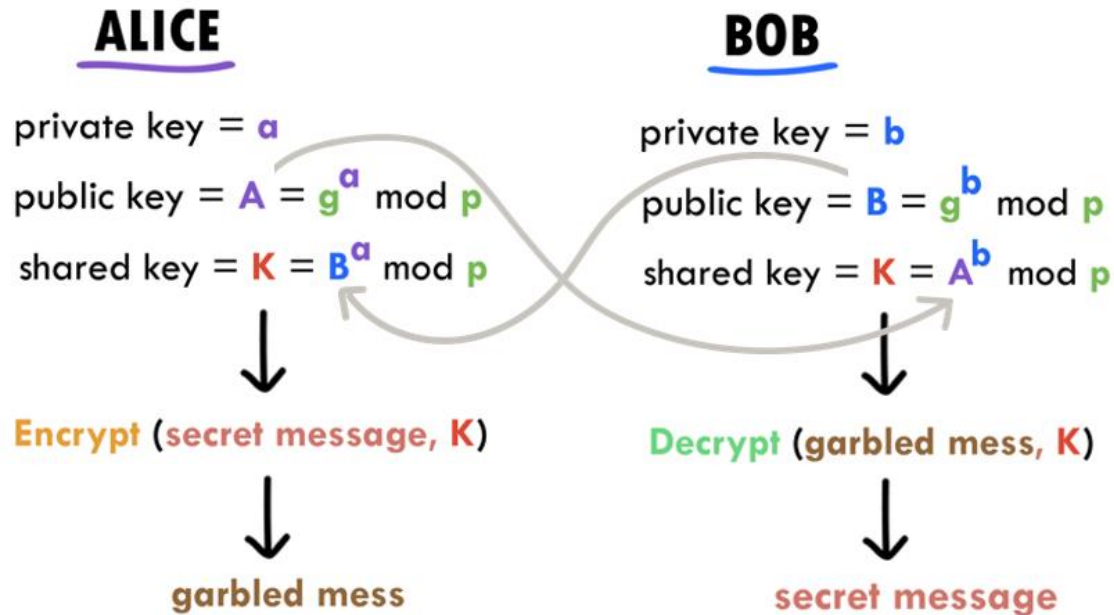 ALICE
private key = a
public key = A = g^a mod p
shared key = K = B^a mod p
Encrypt (secret message, K)
garbled mess
BOB
private key = b
public key = B = g^b mod p
shared key = K = A^b mod p
Decrypt (garbled mess, K)
secret message